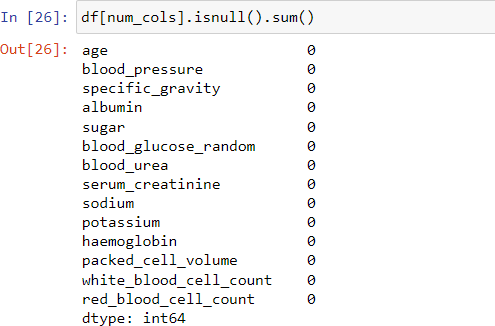 In [26]: df[num_cols].isnull().sum()
Out[26]: age 0
blood_pressure 0
specific_gravity 0
albumin 0
sugar 0
blood_glucose_random 0
blood_urea 0
serum_creatinine 0
sodium 0
potassium 0
haemoglobin 0
packed_cell_volume 0
white_blood_cell_count 0
red_blood_cell_count 0
dtype: int64